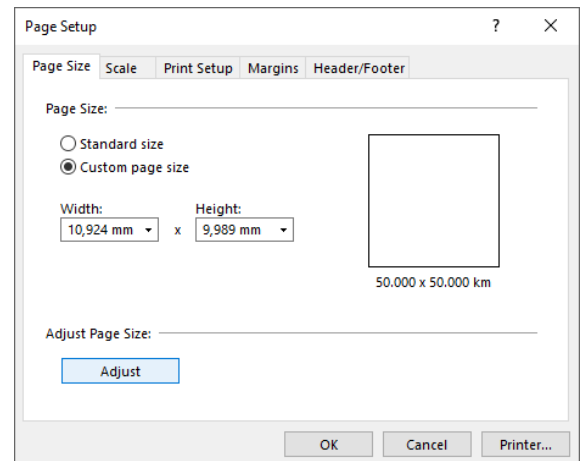 Page Setup ?
Page Size Scale Print Setup Margins Header/Footer
Page Size:
Standard size
Custom page size
Width: Height:
10,924 mm x 9,989 mm
50.000 x 50.000 km
Adjust Page Size:
Adjust
OK Cancel Printer...